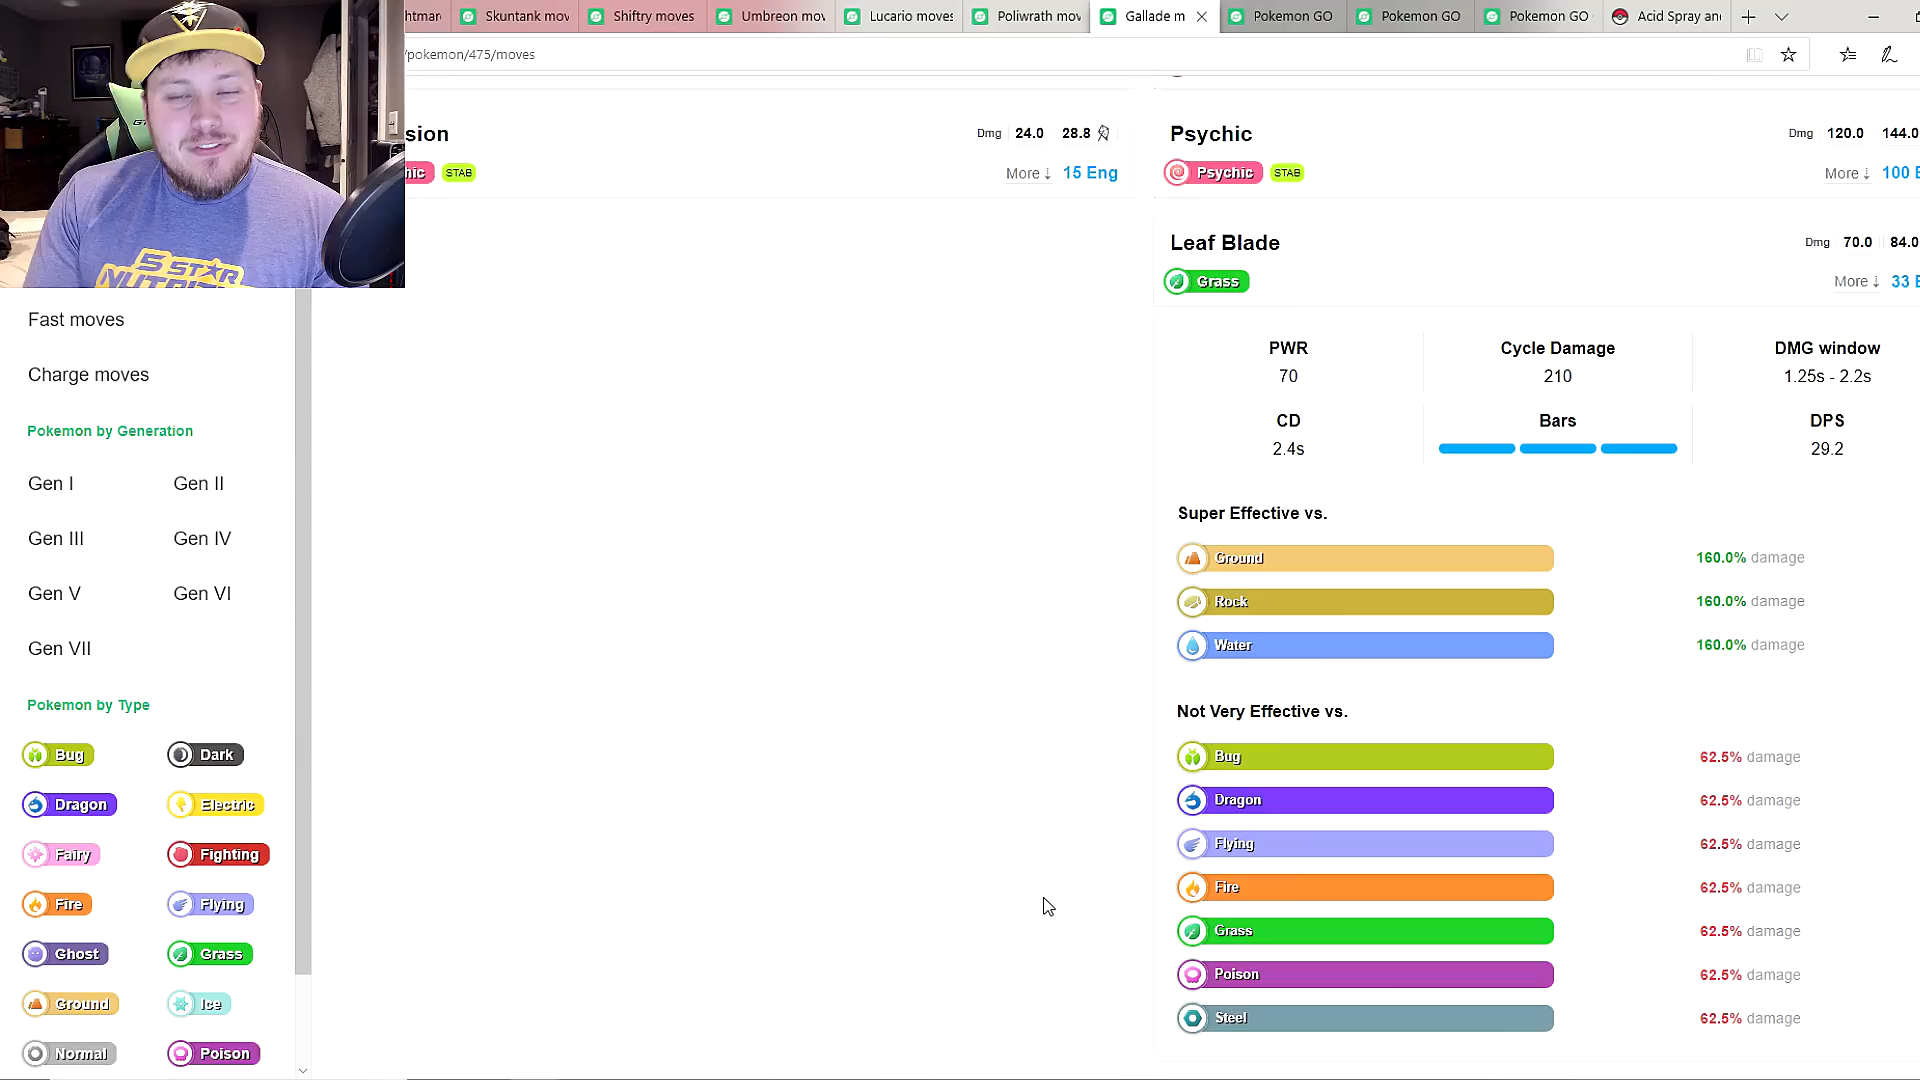 htmare
Skuntank mov
Shiftry moves
Umbreon mov
Lucario moves
Poliwrath mov
Gallade m
Pokemon GO
Pokemon GO
Pokemon GO
Acid Spray and
/pokemon/475/moves
5 STAR
sion
Dmg 24.0 28.8
hic STAB
More ↓ 15 Eng
Psychic
Dmg 120.0 144.0
Psychic STAB
More ↓ 100 E
Leaf Blade
Dmg 70.0 84.0
Grass
More ↓ 33 E
PWR Cycle Damage DMG window
70 210 1.25s - 2.2s
CD Bars DPS
2.4s 29.2
Super Effective vs.
Ground 160.0% damage
Rock 160.0% damage
Water 160.0% damage
Not Very Effective vs.
Bug 62.5% damage
Dragon 62.5% damage
Flying 62.5% damage
Fire 62.5% damage
Grass 62.5% damage
Poison 62.5% damage
Steel 62.5% damage
Fast moves
Charge moves
Pokemon by Generation
Gen I Gen II
Gen III Gen IV
Gen V Gen VI
Gen VII
Pokemon by Type
Bug Dark
Dragon Electric
Fairy Fighting
Fire Flying
Ghost Grass
Ground Ice
Normal Poison